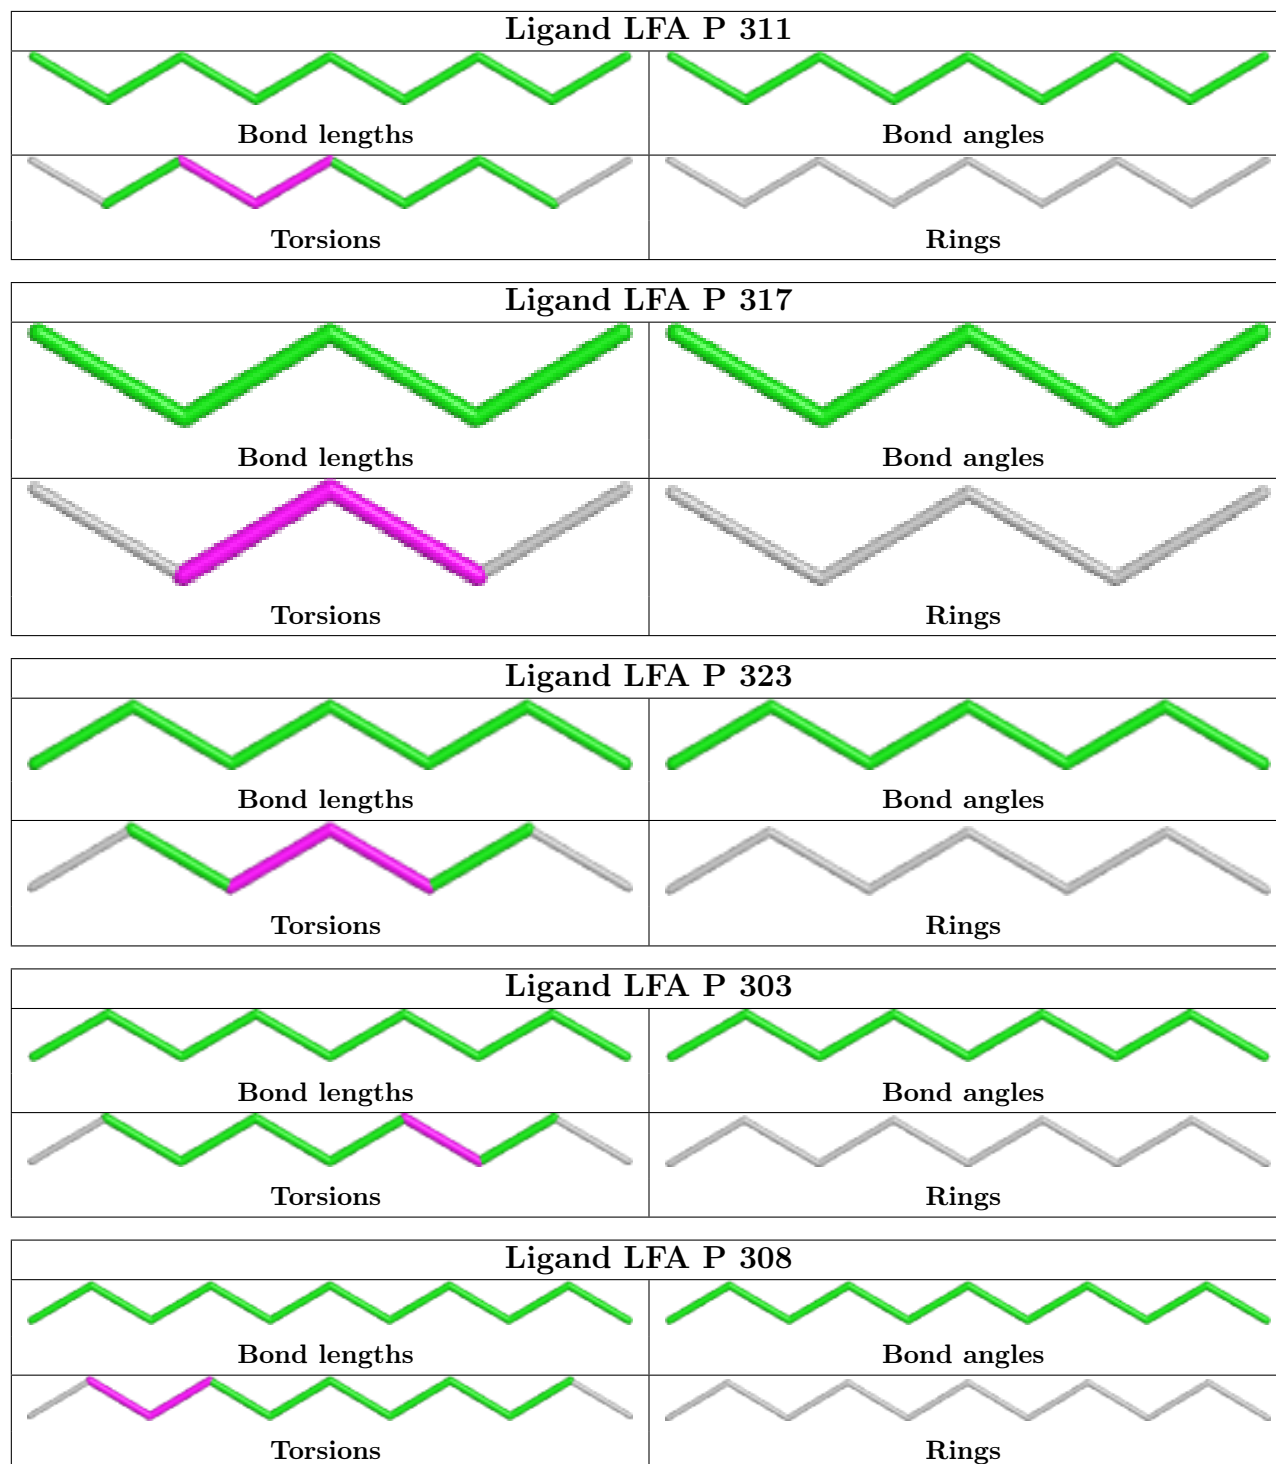 Ligand LFA P 311
Bond lengths
Bond angles
Torsions
Rings
Ligand LFA P 317
Bond lengths
Bond angles
Torsions
Rings
Ligand LFA P 323
Bond lengths
Bond angles
Torsions
Rings
Ligand LFA P 303
Bond lengths
Bond angles
Torsions
Rings
Ligand LFA P 308
Bond lengths
Bond angles
Torsions
Rings